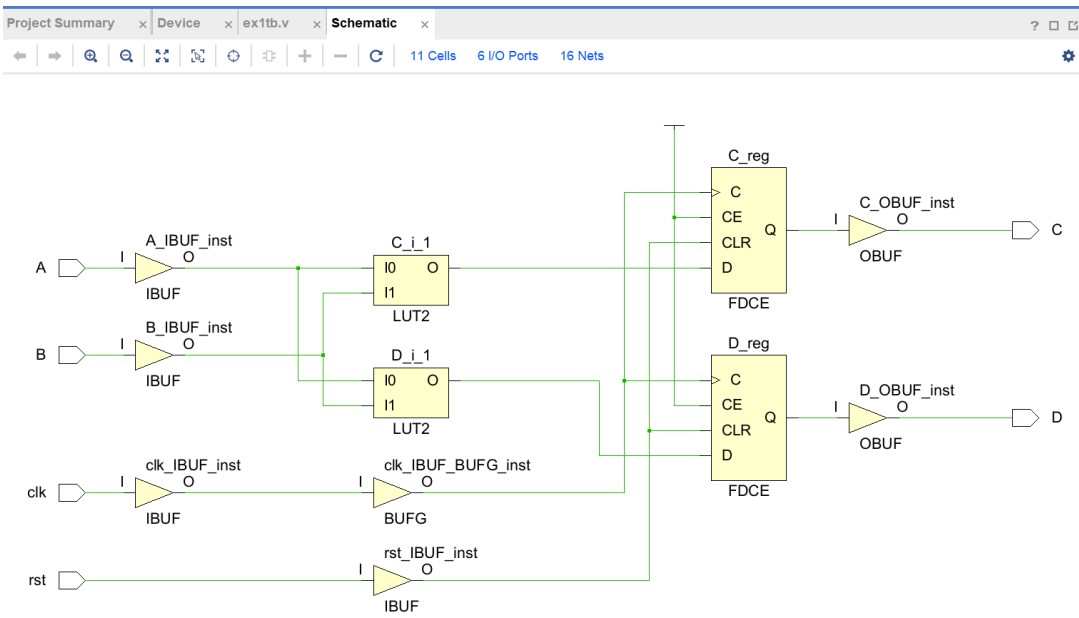 Project Summary × Device × ex1tb.v × Schematic ×
?
11 Cells 6 I/O Ports 16 Nets
C_reg
C
CE
CLR
D
Q
FDCE
C_OBUF_inst
I O
OBUF
C
A_IBUF_inst
A
I O
IBUF
C_i_1
I0 O
I1
LUT2
B_IBUF_inst
B
I O
IBUF
D_i_1
I0 O
I1
LUT2
D_reg
C
CE
CLR
D
Q
FDCE
D_OBUF_inst
I O
OBUF
D
clk_IBUF_inst
clk
I O
IBUF
clk_IBUF_BUFG_inst
I O
BUFG
rst_IBUF_inst
rst
I O
IBUF